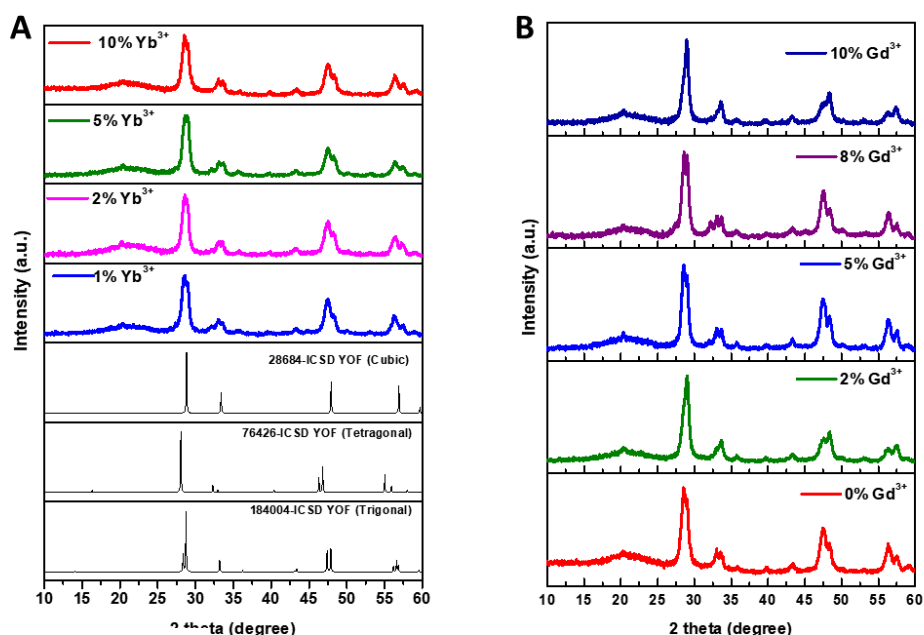 A
10% Yb³⁺
5% Yb³⁺
2% Yb³⁺
1% Yb³⁺
28684-ICSD YOF (Cubic)
76426-ICSD YOF (Tetragonal)
184004-ICSD YOF (Trigonal)
Intensity (a.u.)
10 15 20 25 30 35 40 45 50 55 60
2 theta (degree)
B
10% Gd³⁺
8% Gd³⁺
5% Gd³⁺
2% Gd³⁺
0% Gd³⁺
Intensity (a.u.)
10 15 20 25 30 35 40 45 50 55 60
2 theta (degree)